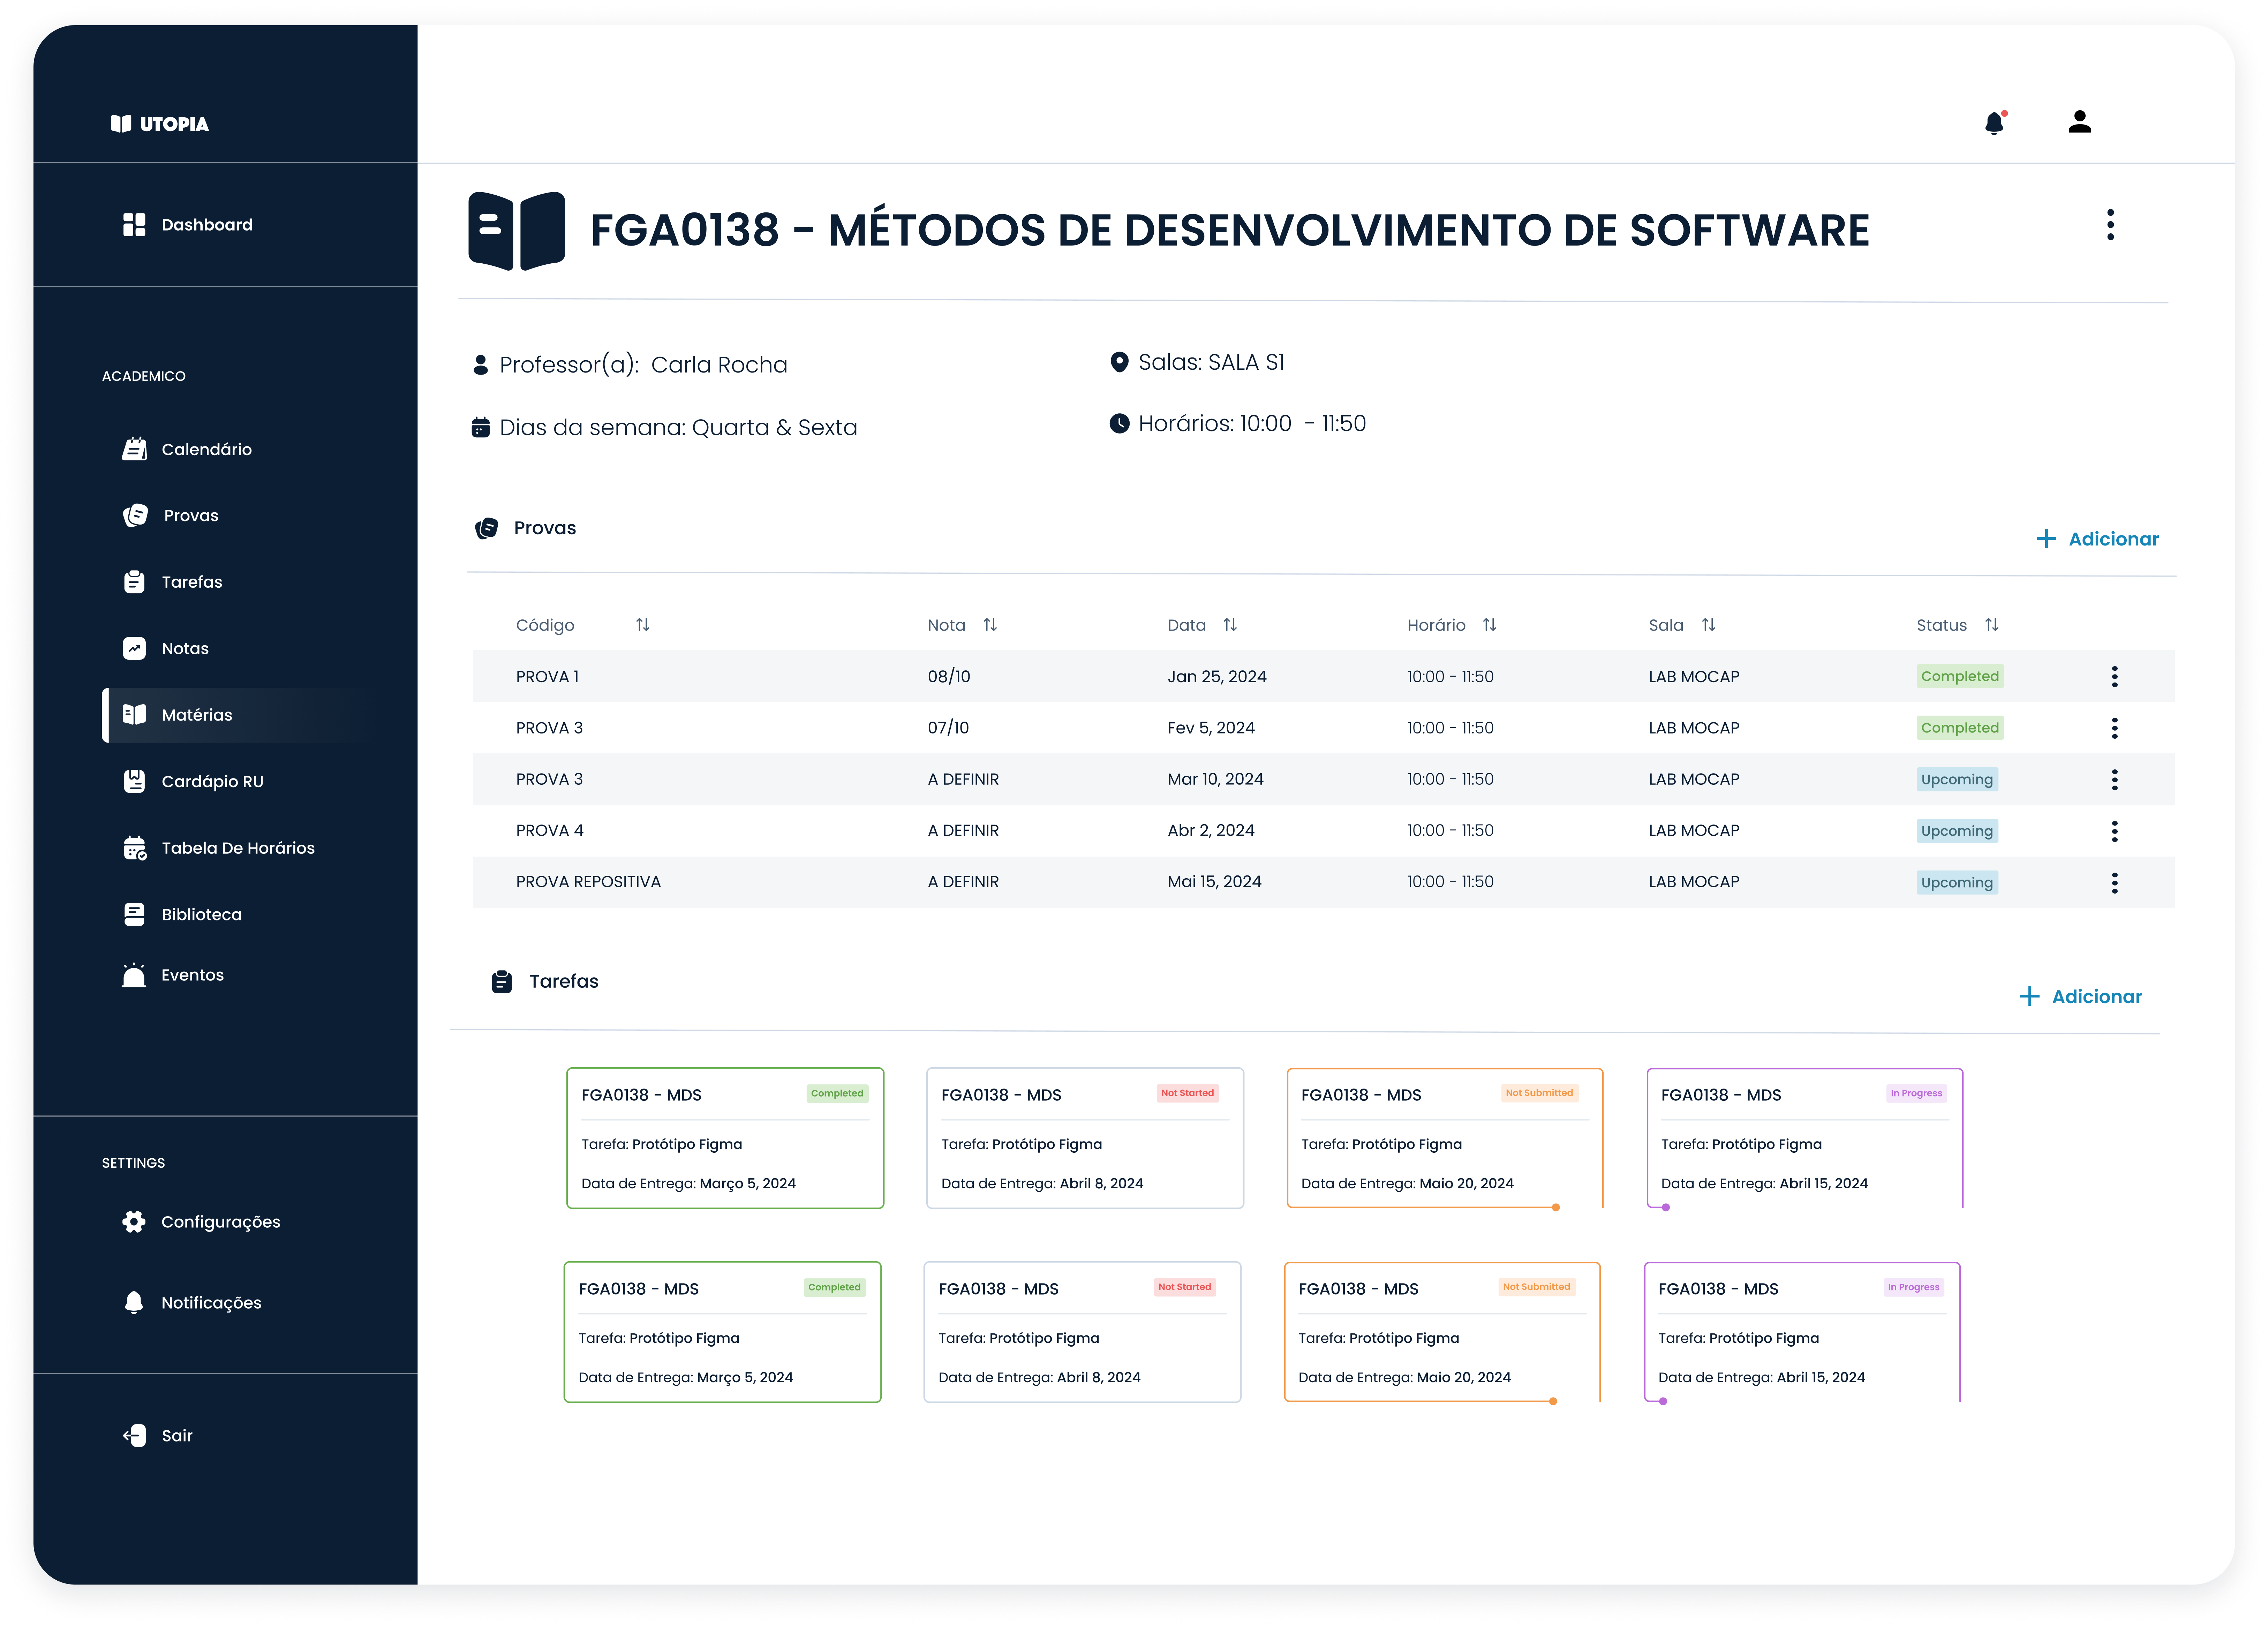 UTOPIA
Dashboard
ACADEMICO
Calendário
Provas
Tarefas
Notas
Matérias
Cardápio RU
Tabela De Horários
Biblioteca
Eventos
SETTINGS
Configurações
Notificações
Sair
FGA0138 - MÉTODOS DE DESENVOLVIMENTO DE SOFTWARE
Professor(a): Carla Rocha
Salas: SALA S1
Dias da semana: Quarta & Sexta
Horários: 10:00 - 11:50
Provas
Adicionar
Código Nota Data Horário Sala Status
PROVA 1 08/10 Jan 25, 2024 10:00 - 11:50 LAB MOCAP Completed
PROVA 3 07/10 Fev 5, 2024 10:00 - 11:50 LAB MOCAP Completed
PROVA 3 A DEFINIR Mar 10, 2024 10:00 - 11:50 LAB MOCAP Upcoming
PROVA 4 A DEFINIR Abr 2, 2024 10:00 - 11:50 LAB MOCAP Upcoming
PROVA REPOSITIVA A DEFINIR Mai 15, 2024 10:00 - 11:50 LAB MOCAP Upcoming
Tarefas
Adicionar
FGA0138 - MDS Completed
Tarefa: Protótipo Figma
Data de Entrega: Março 5, 2024
FGA0138 - MDS Not Started
Tarefa: Protótipo Figma
Data de Entrega: Abril 8, 2024
FGA0138 - MDS Not Submitted
Tarefa: Protótipo Figma
Data de Entrega: Maio 20, 2024
FGA0138 - MDS In Progress
Tarefa: Protótipo Figma
Data de Entrega: Abril 15, 2024
FGA0138 - MDS Completed
Tarefa: Protótipo Figma
Data de Entrega: Março 5, 2024
FGA0138 - MDS Not Started
Tarefa: Protótipo Figma
Data de Entrega: Abril 8, 2024
FGA0138 - MDS Not Submitted
Tarefa: Protótipo Figma
Data de Entrega: Maio 20, 2024
FGA0138 - MDS In Progress
Tarefa: Protótipo Figma
Data de Entrega: Abril 15, 2024